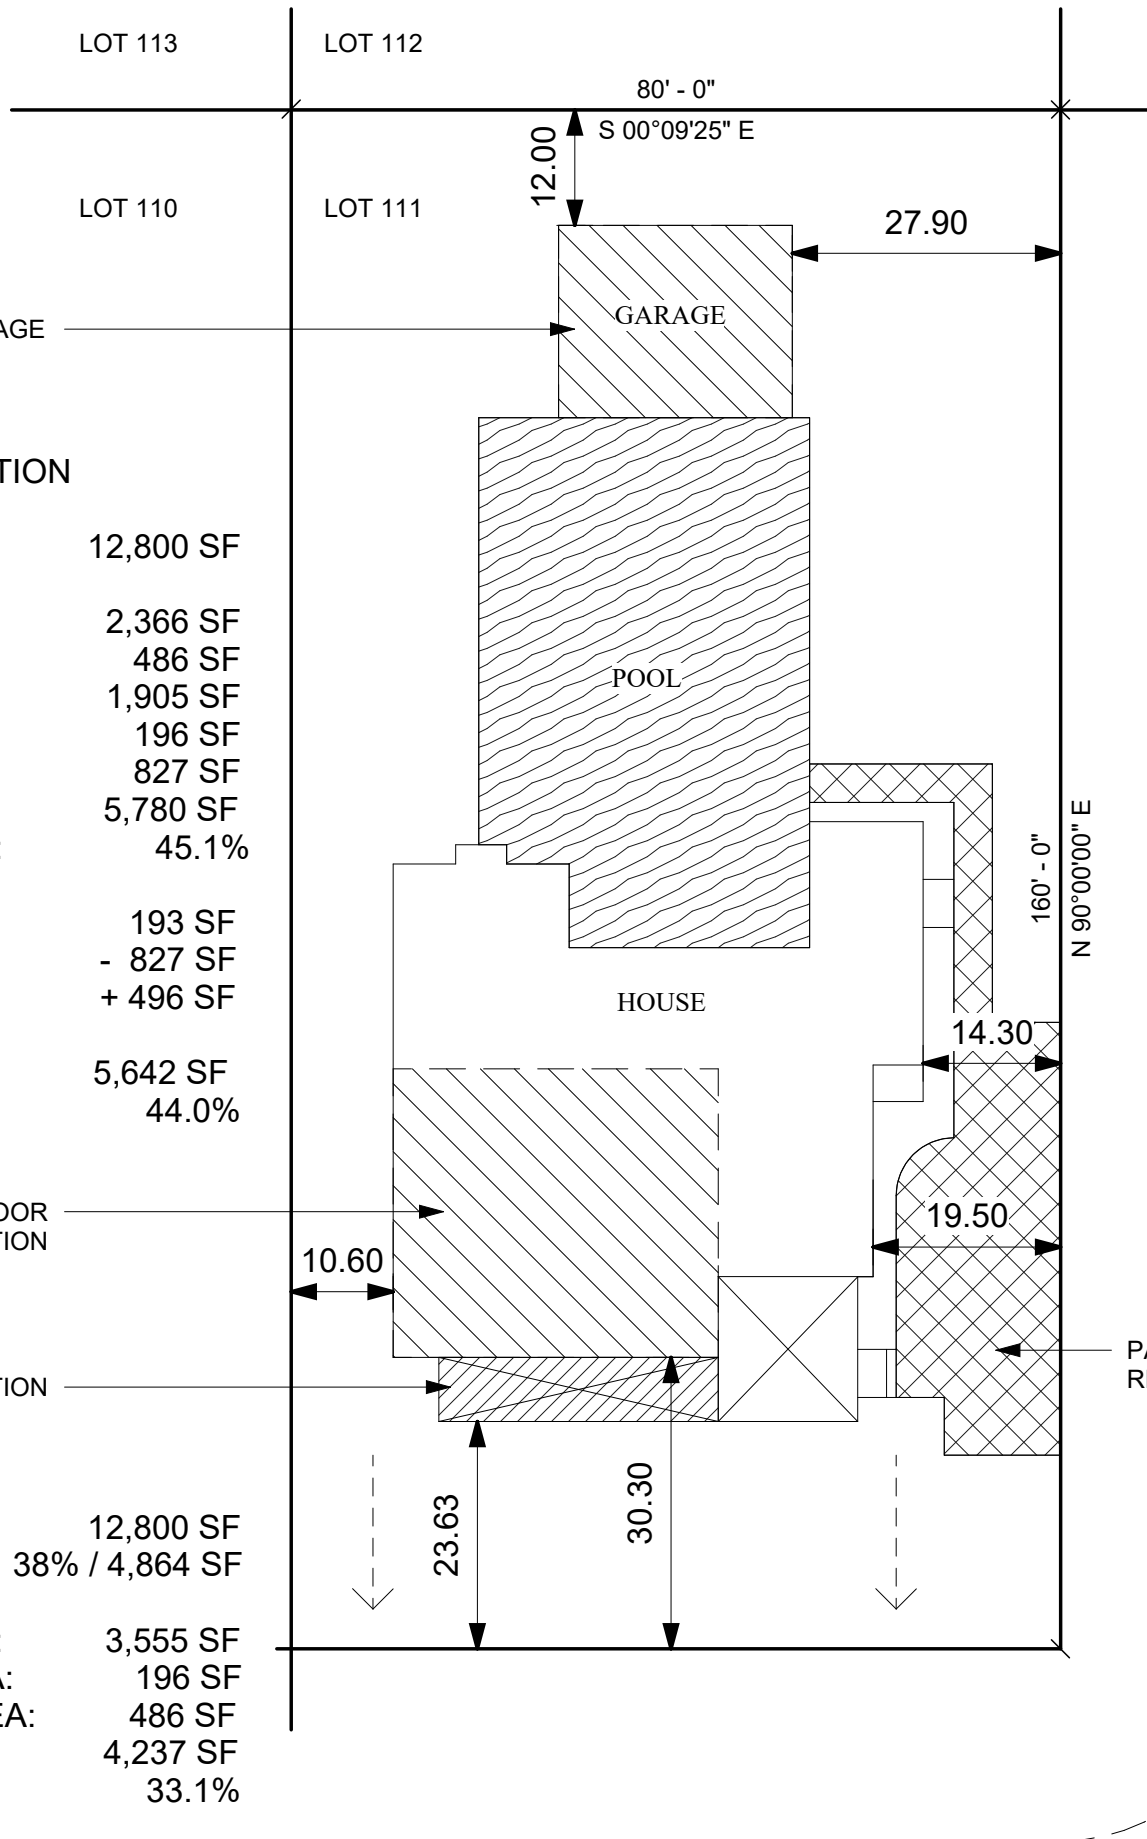 LOT 113
LOT 112
80' - 0"
S 00°09'25" E
12.00
LOT 110
LOT 111
27.90
GARAGE
AGE
TION
12,800 SF
2,366 SF
486 SF
1,905 SF
196 SF
827 SF
5,780 SF
: 45.1%
193 SF
- 827 SF
+ 496 SF
5,642 SF
44.0%
POOL
160' - 0"
N 90°00'00" E
HOUSE
14.30
OOR
TION
19.50
10.60
TION
PA
RE
23.63
30.30
12,800 SF
38% / 4,864 SF
: 3,555 SF
A: 196 SF
EA: 486 SF
4,237 SF
33.1%